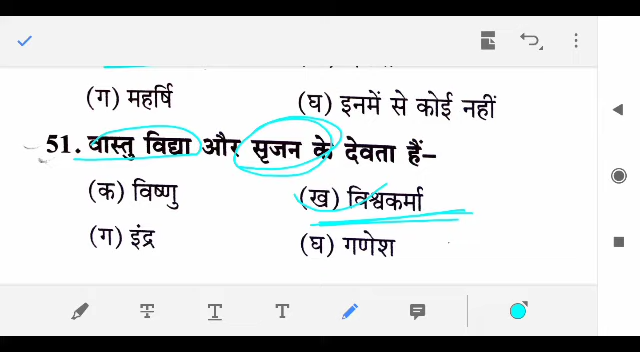 (ग) महर्षि (घ) इनमें से कोई नहीं
51. वास्तु विद्या और सृजन के देवता हैं–
(क) विष्णु (ख) विश्वकर्मा
(ग) इंद्र (घ) गणेश
T T T